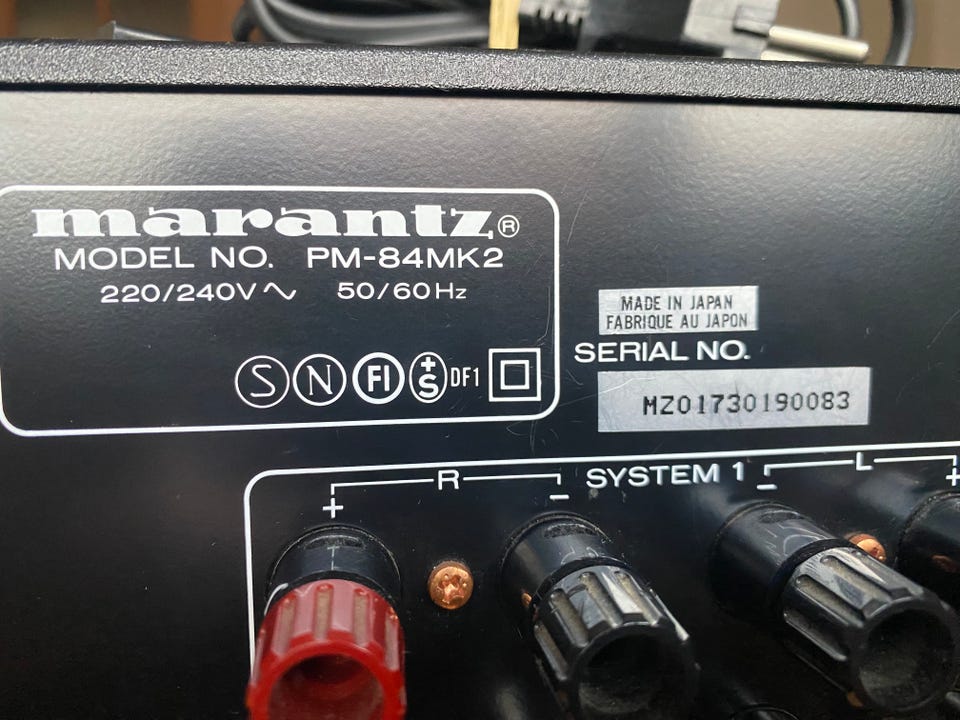 marantz®
MODEL NO. PM-84MK2
220/240V ~ 50/60Hz
S N FI +S DF1
MADE IN JAPAN
FABRIQUE AU JAPON
SERIAL NO.
MZ01730190083
SYSTEM 1
+ R - - L +